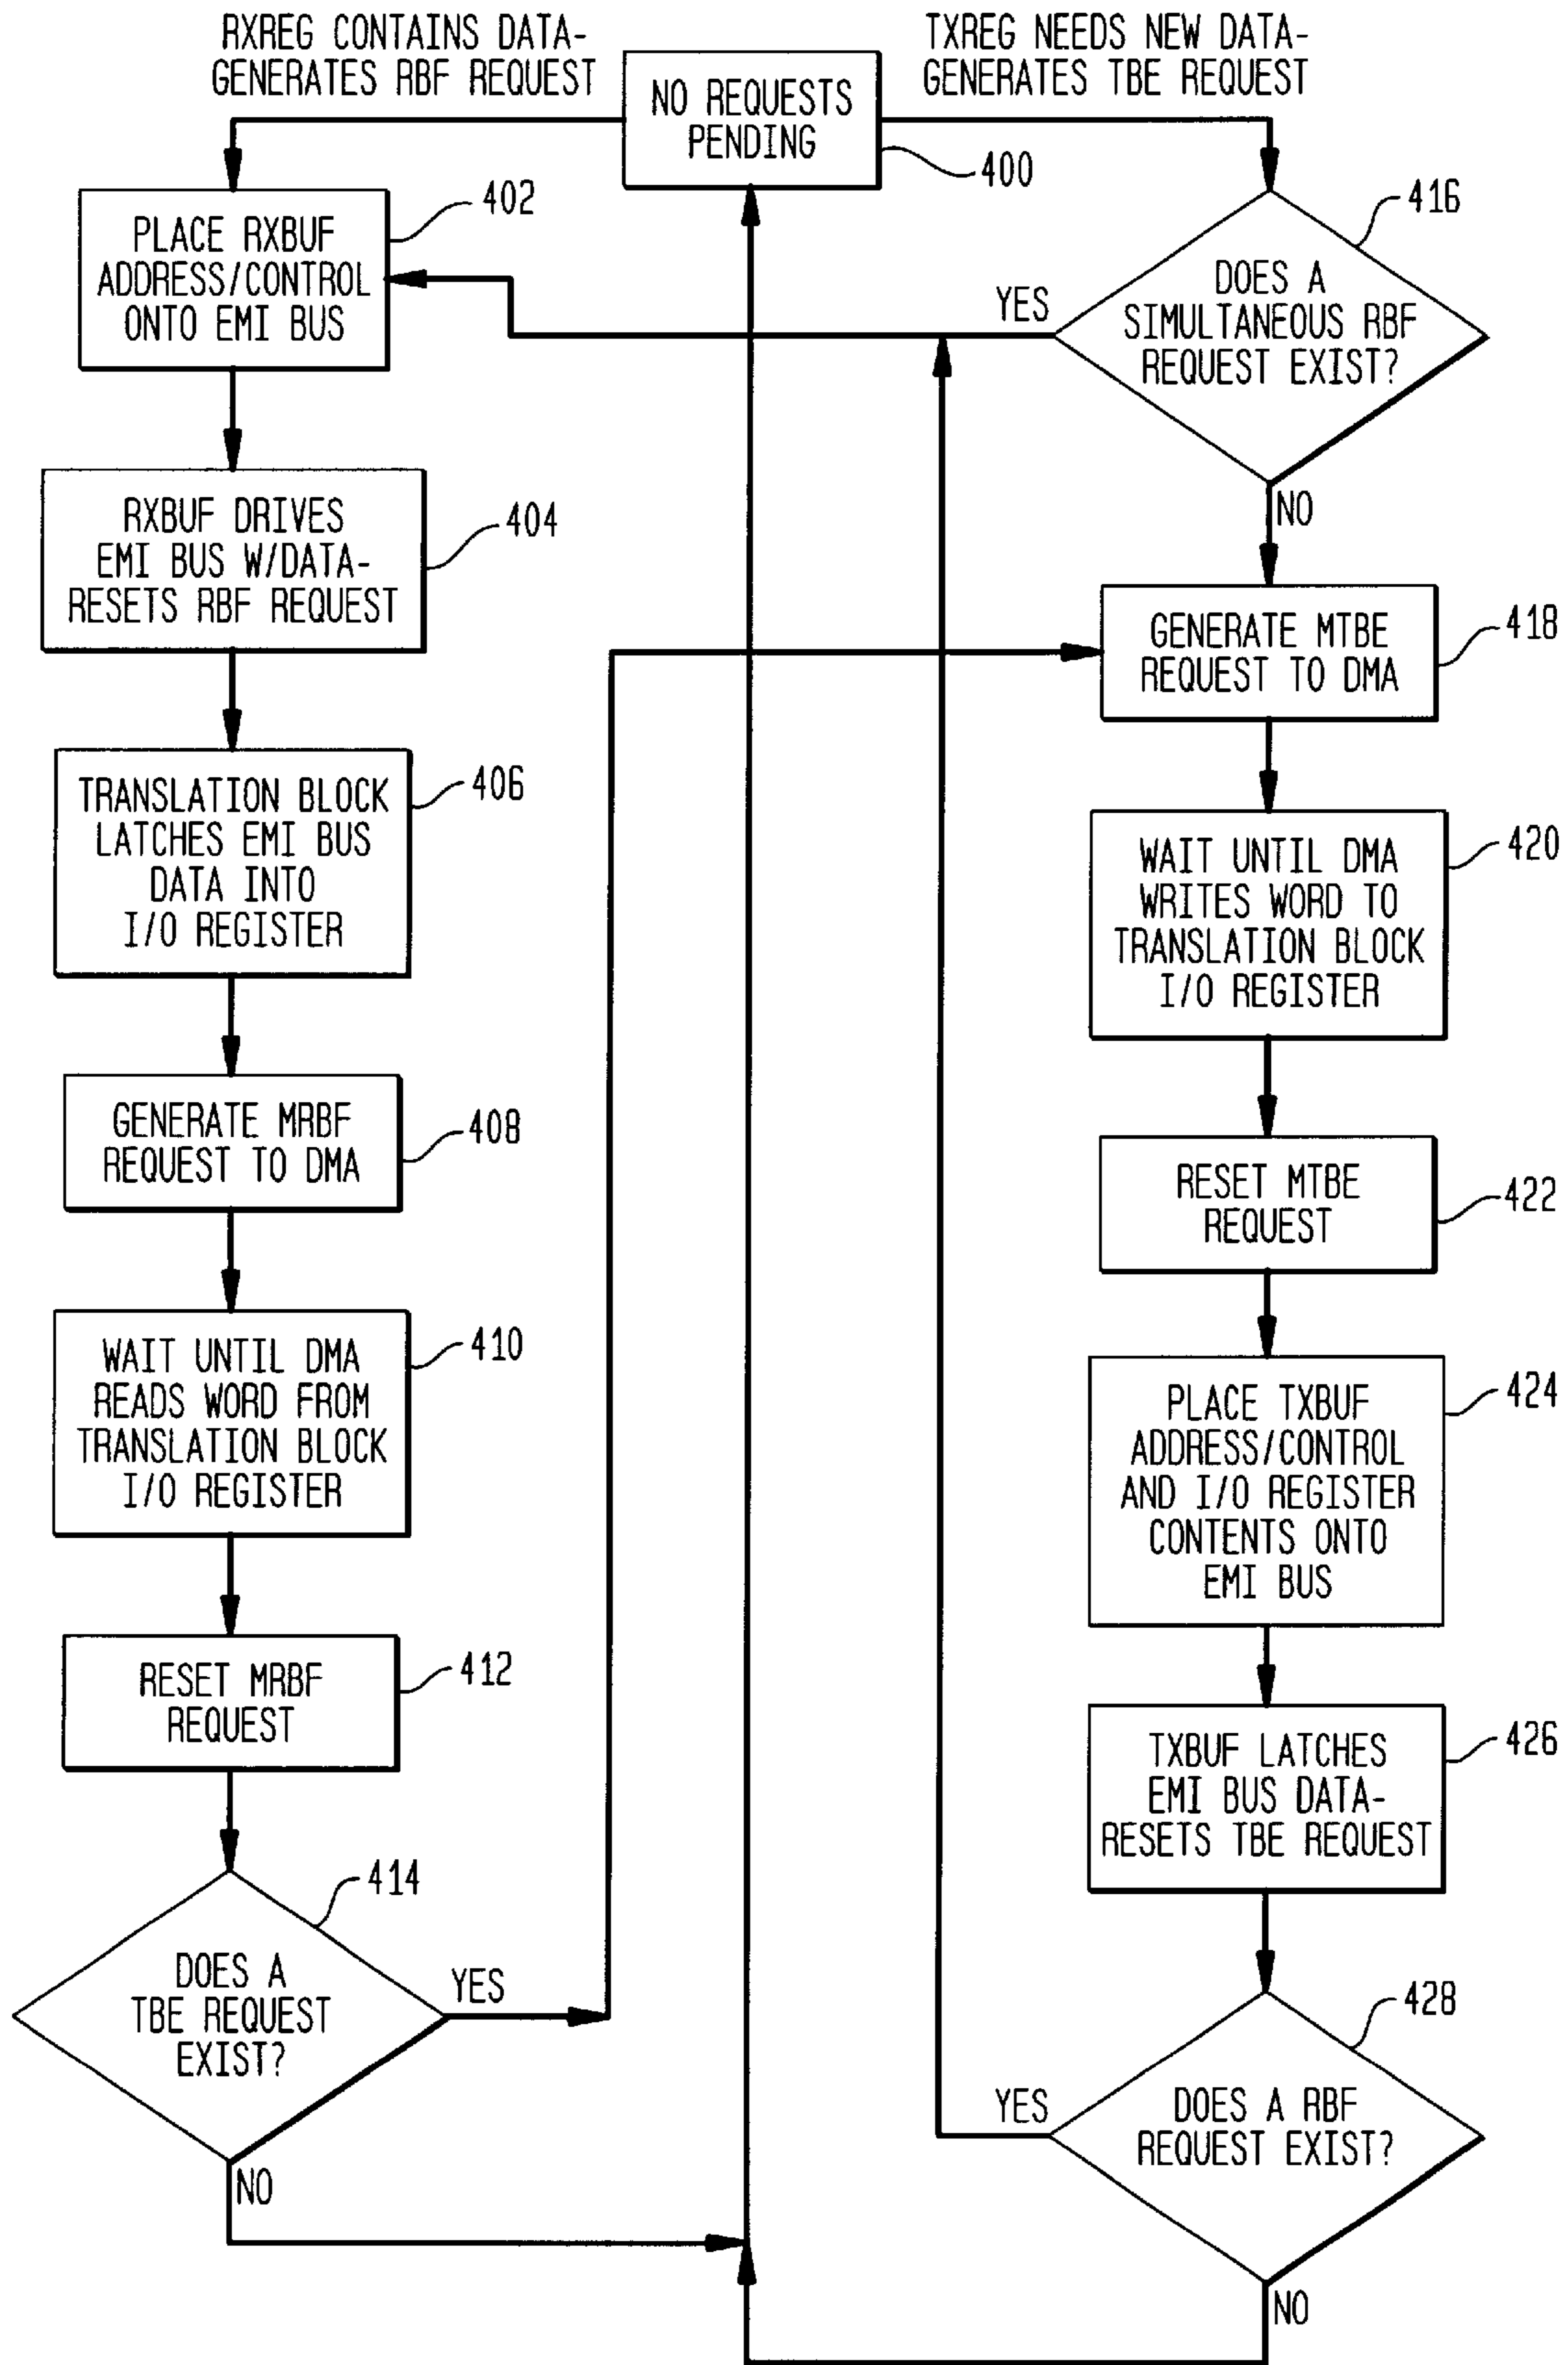 RXREG CONTAINS DATA-
GENERATES RBF REQUEST
TXREG NEEDS NEW DATA-
GENERATES TBE REQUEST
NO REQUESTS
PENDING
400
402
PLACE RXBUF
ADDRESS/CONTROL
ONTO EMI BUS
404
RXBUF DRIVES
EMI BUS W/DATA-
RESETS RBF REQUEST
406
TRANSLATION BLOCK
LATCHES EMI BUS
DATA INTO
I/O REGISTER
408
GENERATE MRBF
REQUEST TO DMA
410
WAIT UNTIL DMA
READS WORD FROM
TRANSLATION BLOCK
I/O REGISTER
412
RESET MRBF
REQUEST
414
DOES A
TBE REQUEST
EXIST?
YES
NO
416
DOES A
SIMULTANEOUS RBF
REQUEST EXIST?
YES
NO
418
GENERATE MTBE
REQUEST TO DMA
420
WAIT UNTIL DMA
WRITES WORD TO
TRANSLATION BLOCK
I/O REGISTER
422
RESET MTBE
REQUEST
424
PLACE TXBUF
ADDRESS/CONTROL
AND I/O REGISTER
CONTENTS ONTO
EMI BUS
426
TXBUF LATCHES
EMI BUS DATA-
RESETS TBE REQUEST
428
DOES A RBF
REQUEST EXIST?
YES
NO